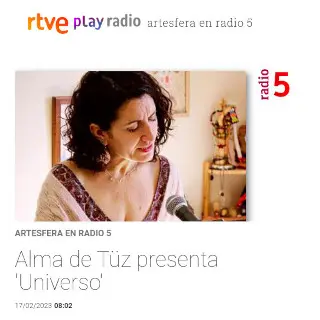 rtve play radio artesfera en radio 5
radio 5
ARTESFERA EN RADIO 5
Alma de Tüz presenta
'Universo'
17/02/2023 08:02